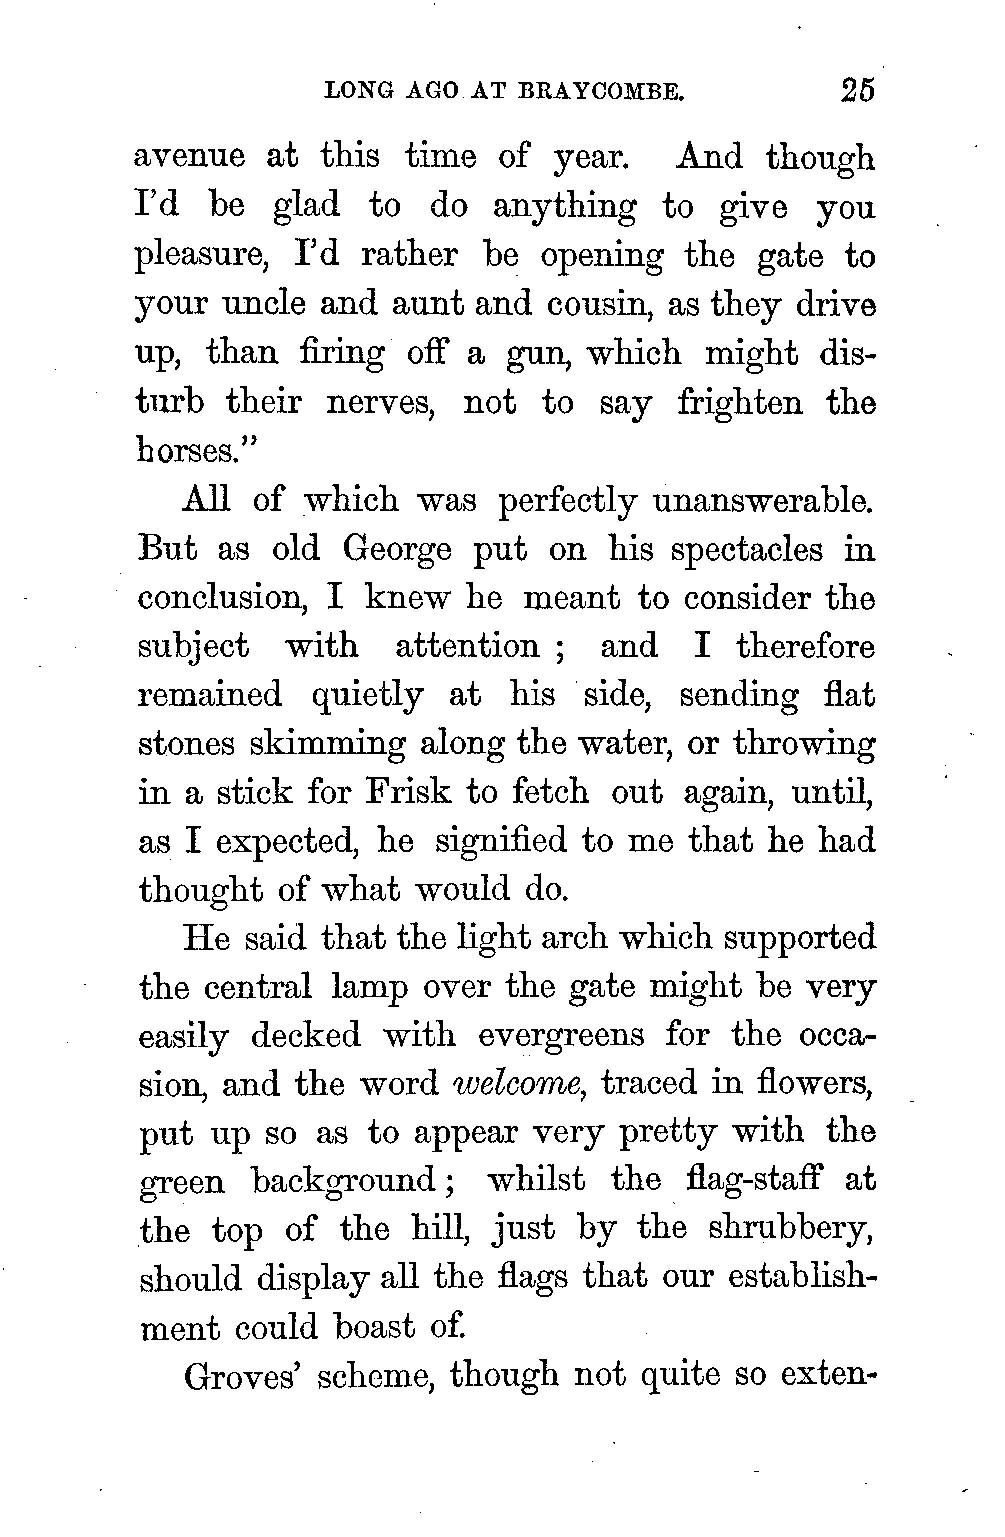 LONG AGO AT BRAYCOMBE. 25
avenue at this time of year. And though
I'd be glad to do anything to give you
pleasure, I'd rather be opening the gate to
your uncle and aunt and cousin, as they drive
up, than firing off a gun, which might dis-
turb their nerves, not to say frighten the
horses."
All of which was perfectly unanswerable.
But as old George put on his spectacles in
conclusion, I knew he meant to consider the
subject with attention ; and I therefore
remained quietly at his side, sending flat
stones skimming along the water, or throwing
in a stick for Frisk to fetch out again, until,
as I expected, he signified to me that he had
thought of what would do.
He said that the light arch which supported
the central lamp over the gate might be very
easily decked with evergreens for the occa-
sion, and the word welcome, traced in flowers,
put up so as to appear very pretty with the
green background ; whilst the flag-staff at
the top of the hill, just by the shrubbery,
should display all the flags that our establish-
ment could boast of.
Groves' scheme, though not quite so exten-